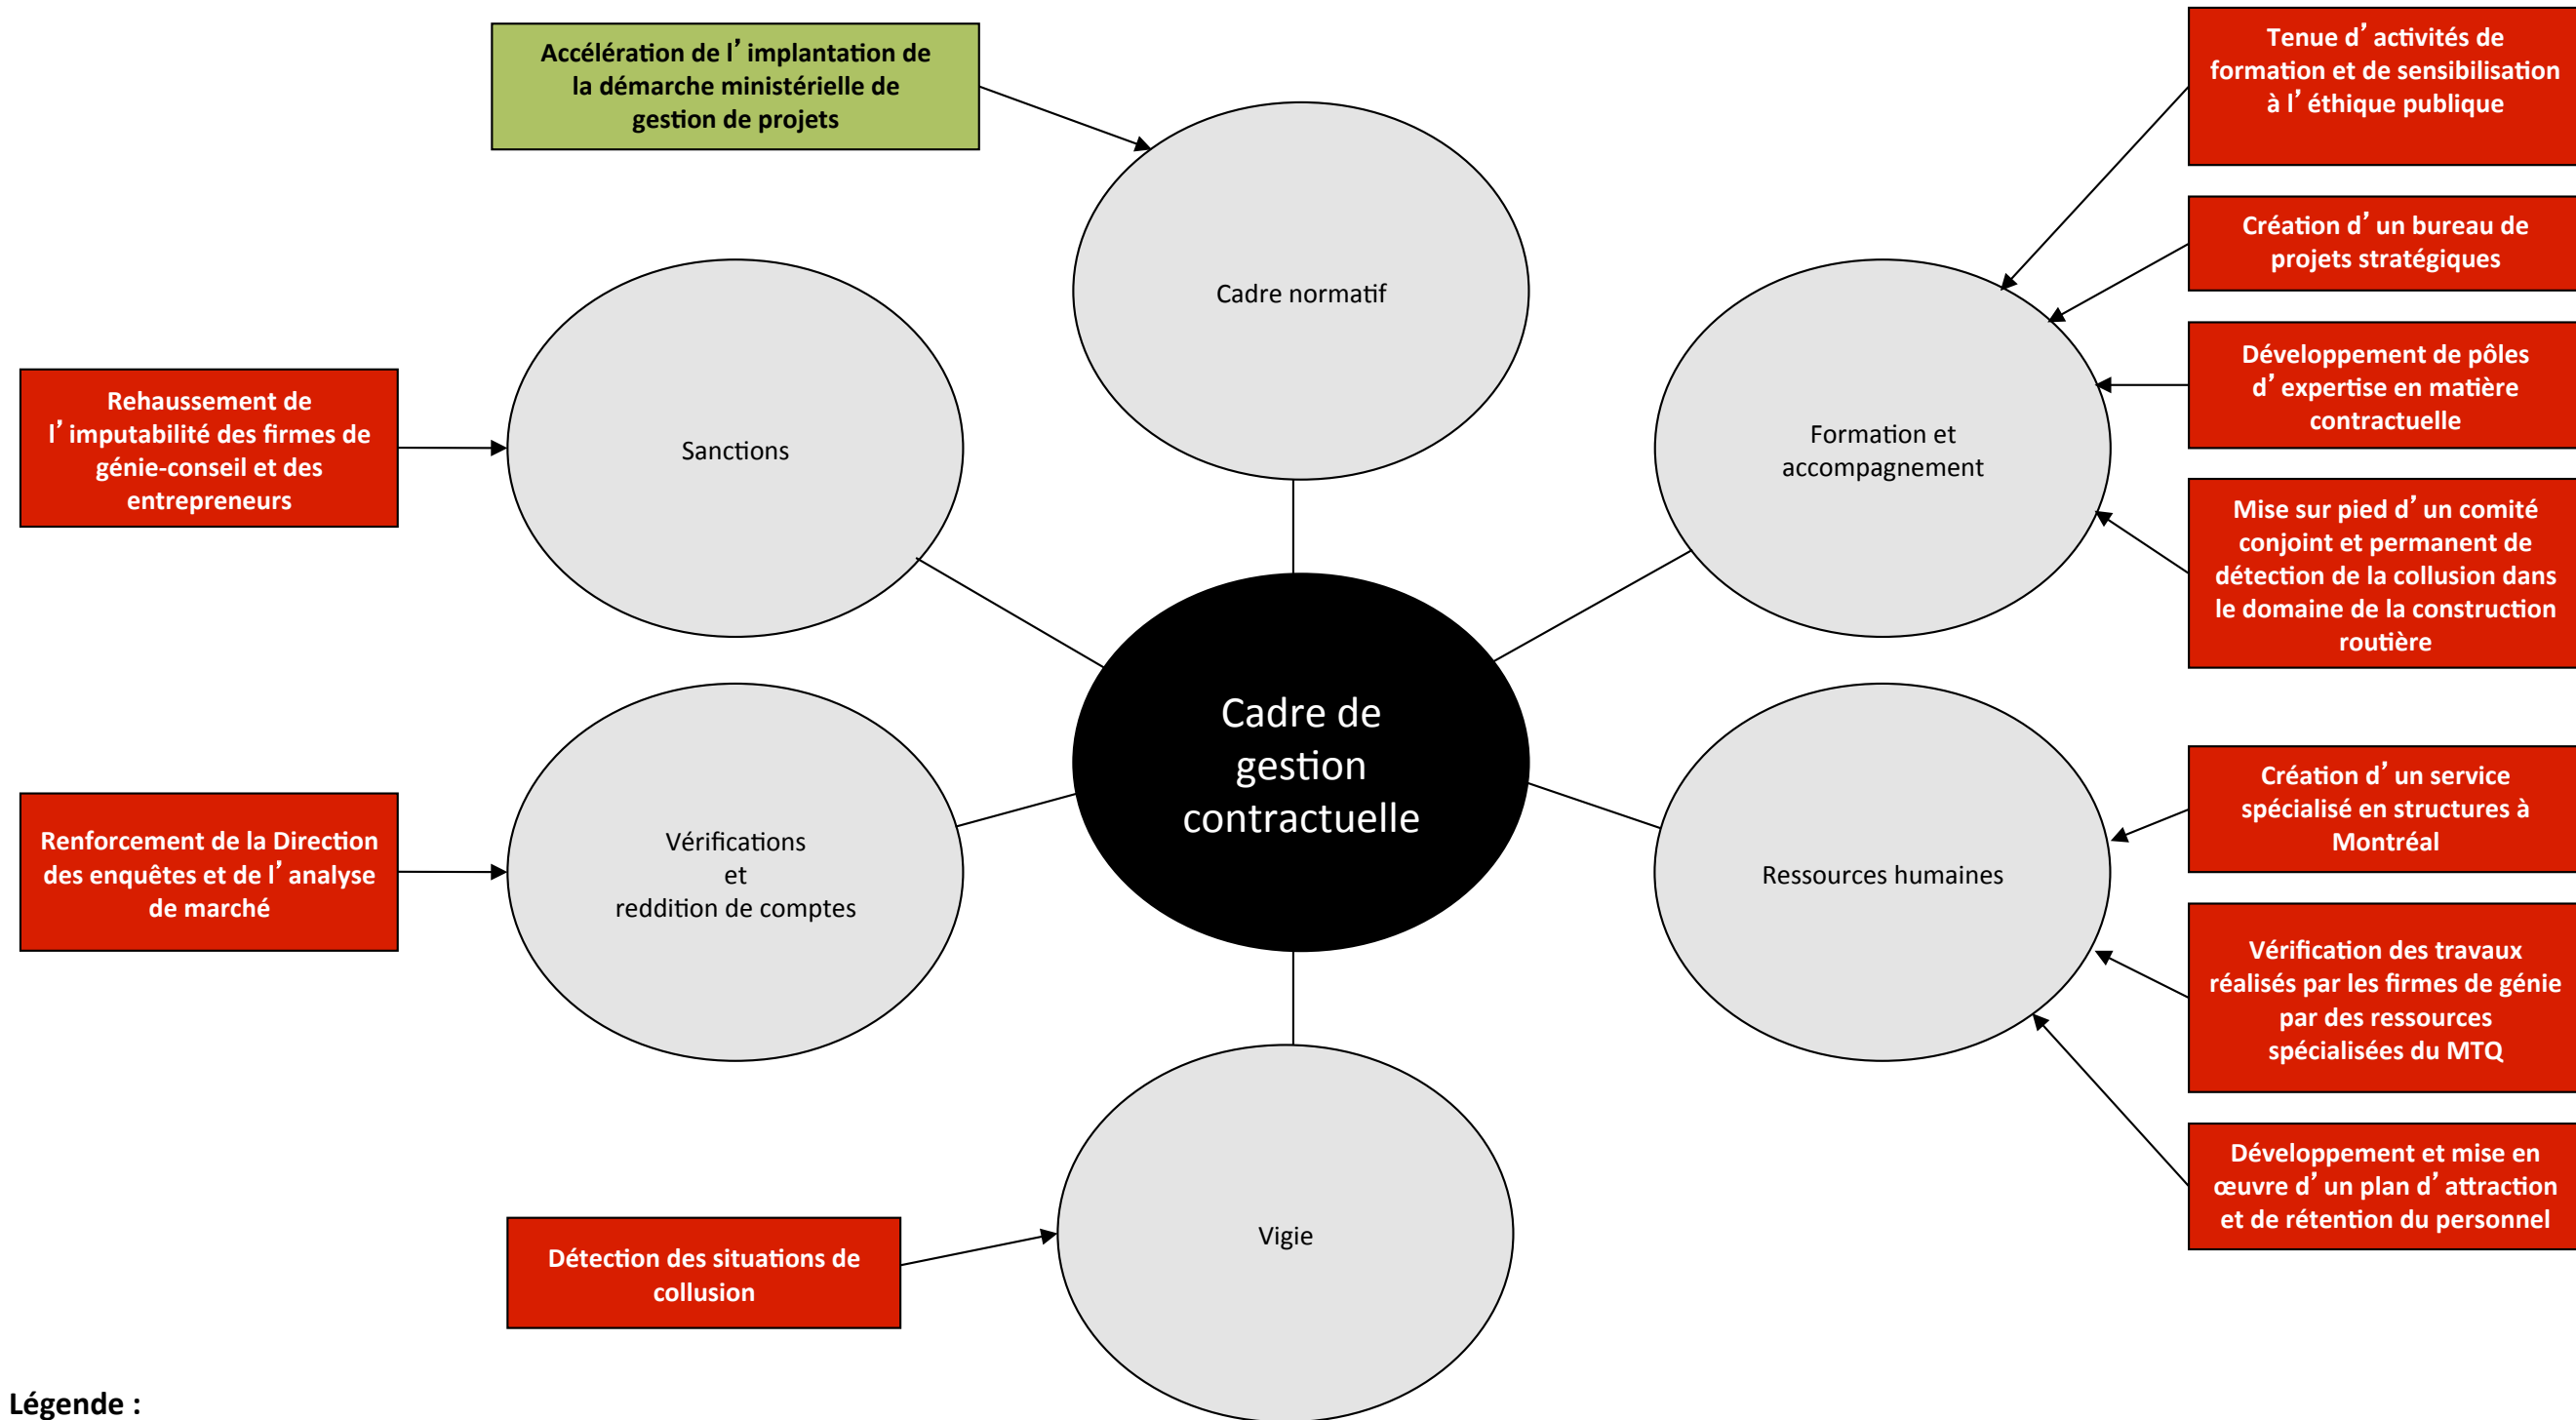 Accélération de l’implantation de
la démarche ministérielle de
gestion de projets
Tenue d’activités de
formation et de sensibilisation
à l’éthique publique
Création d’un bureau de
projets stratégiques
Cadre normatif
Développement de pôles
d’expertise en matière
contractuelle
Rehaussement de
l’imputabilité des firmes de
génie-conseil et des
entrepreneurs
Sanctions
Formation et
accompagnement
Mise sur pied d’un comité
conjoint et permanent de
détection de la collusion dans
le domaine de la construction
routière
Cadre de
gestion
contractuelle
Création d’un service
spécialisé en structures à
Montréal
Renforcement de la Direction
des enquêtes et de l’analyse
de marché
Vérifications
et
reddition de comptes
Ressources humaines
Vérification des travaux
réalisés par les firmes de génie
par des ressources
spécialisées du MTQ
Développement et mise en
œuvre d’un plan d’attraction
et de rétention du personnel
Détection des situations de
collusion
Vigie
Légende :